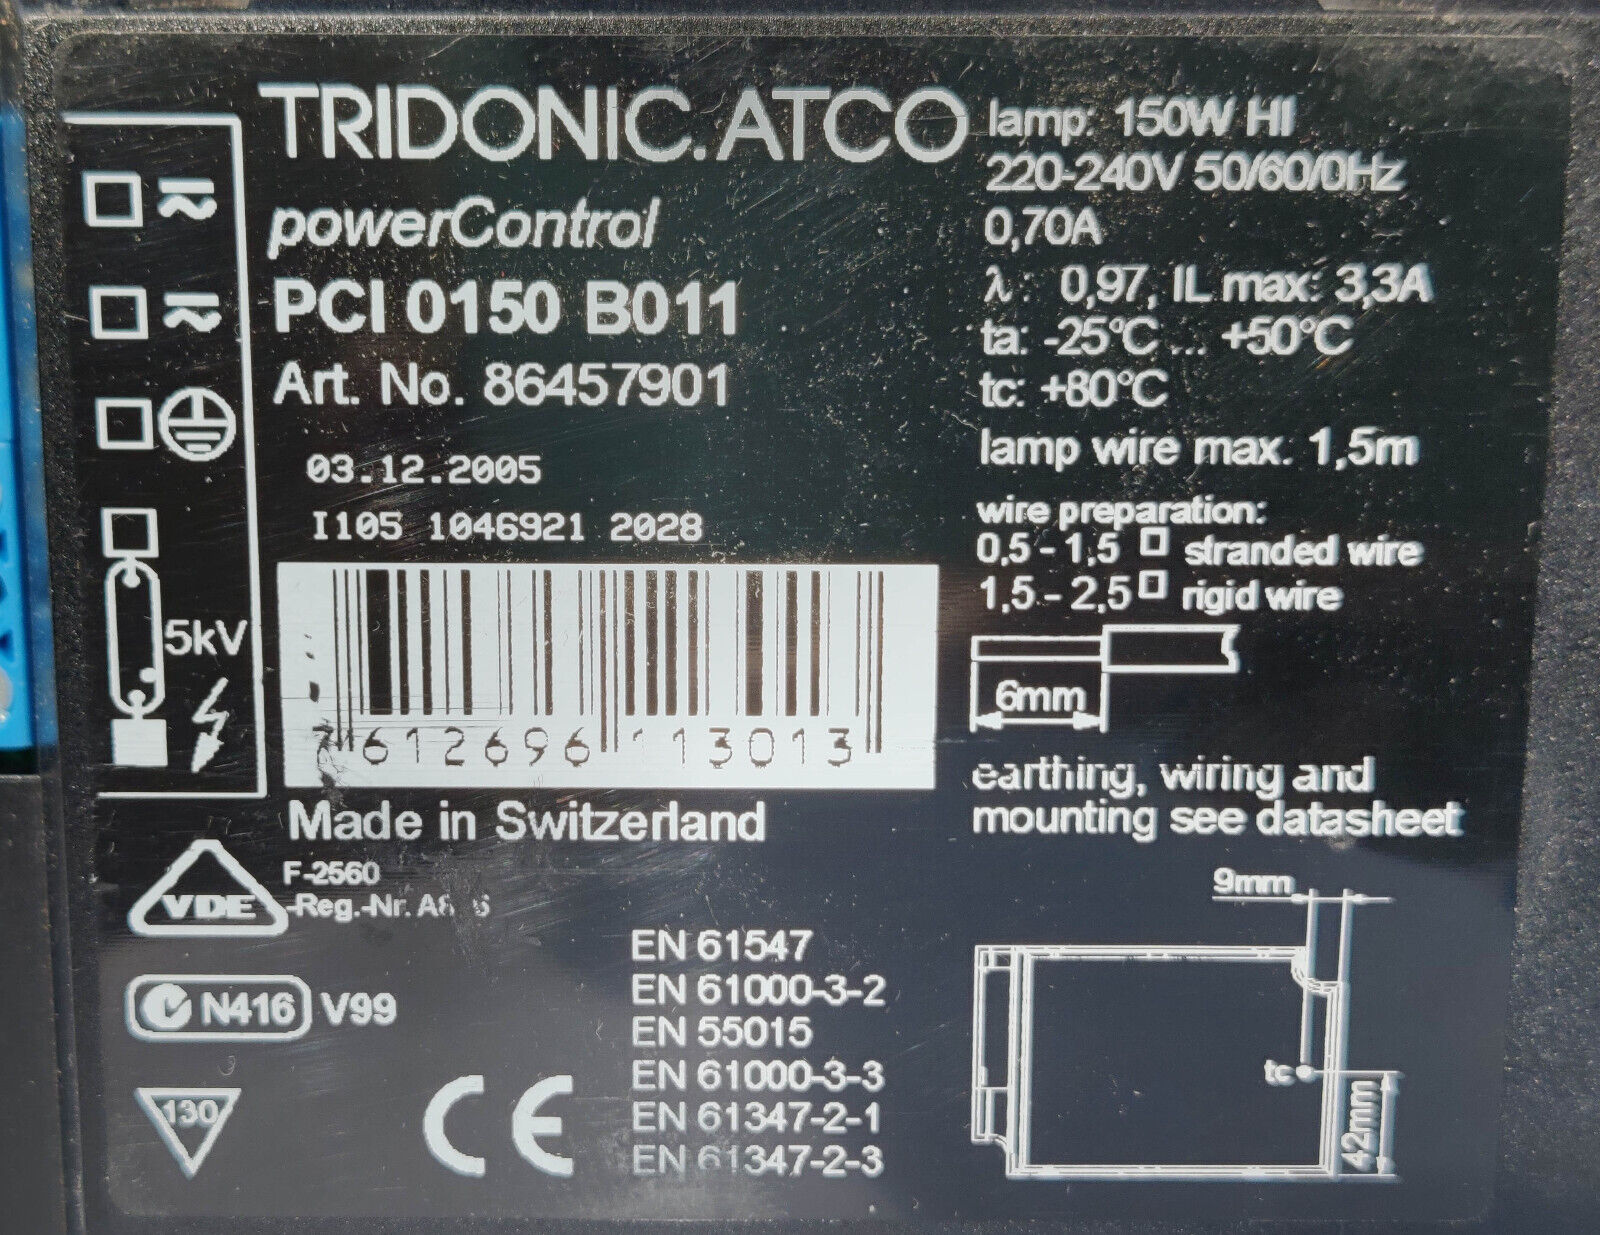 TRIDONIC.ATCO
powerControl
PCI 0150 B011
Art. No. 86457901
03.12.2005
I105 1046921 2028
5kV
7 612696 113013
Made in Switzerland
F-2560
VDE -Reg.-Nr.
N416 V99
130
CE
EN 61547
EN 61000-3-2
EN 55015
EN 61000-3-3
EN 61347-2-1
EN 61347-2-3
lamp: 150W HI
220-240V 50/60/0Hz
0,70A
λ : 0,97, IL max: 3,3A
ta: -25°C ... +50°C
tc: +80°C
lamp wire max. 1,5m
wire preparation:
0,5 - 1,5 □ stranded wire
1,5 - 2,5 □ rigid wire
6mm
earthing, wiring and
mounting see datasheet
9mm
tc
42mm